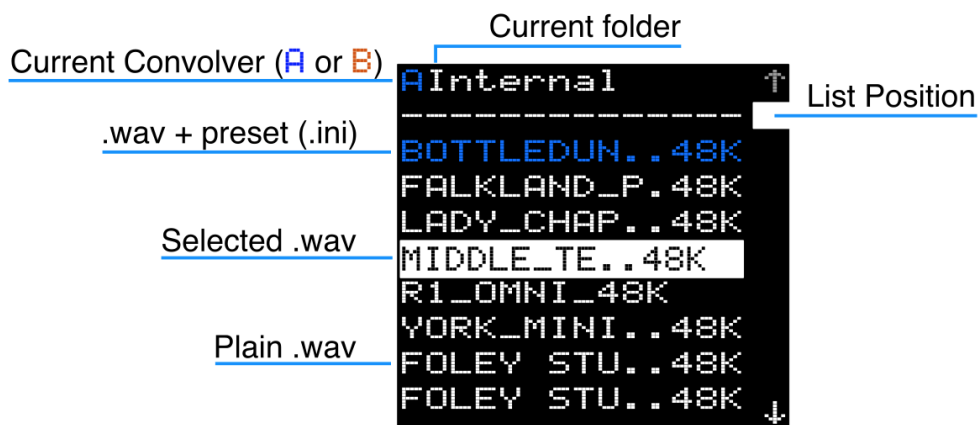 Current folder
Current Convolver (A or B)
AInternal ↑
List Position
--------------
.wav + preset (.ini)
BOTTLEDUN..48K
FALKLAND_P.48K
LADY_CHAP..48K
Selected .wav
MIDDLE_TE..48K
R1_OMNI_48K
YORK_MINI..48K
Plain .wav
FOLEY STU..48K
FOLEY STU..48K ↓